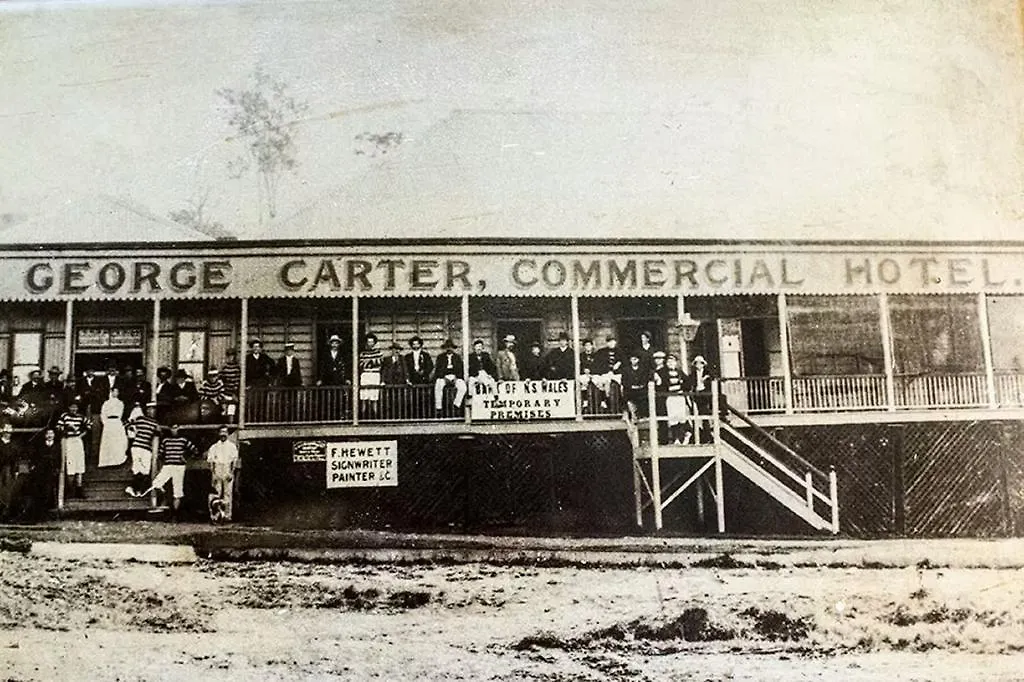 GEORGE CARTER, COMMERCIAL HOTEL.
BANK OF N.S WALES
TEMPORARY
PREMISES
F. HEWETT
SIGNWRITER
PAINTER &C.